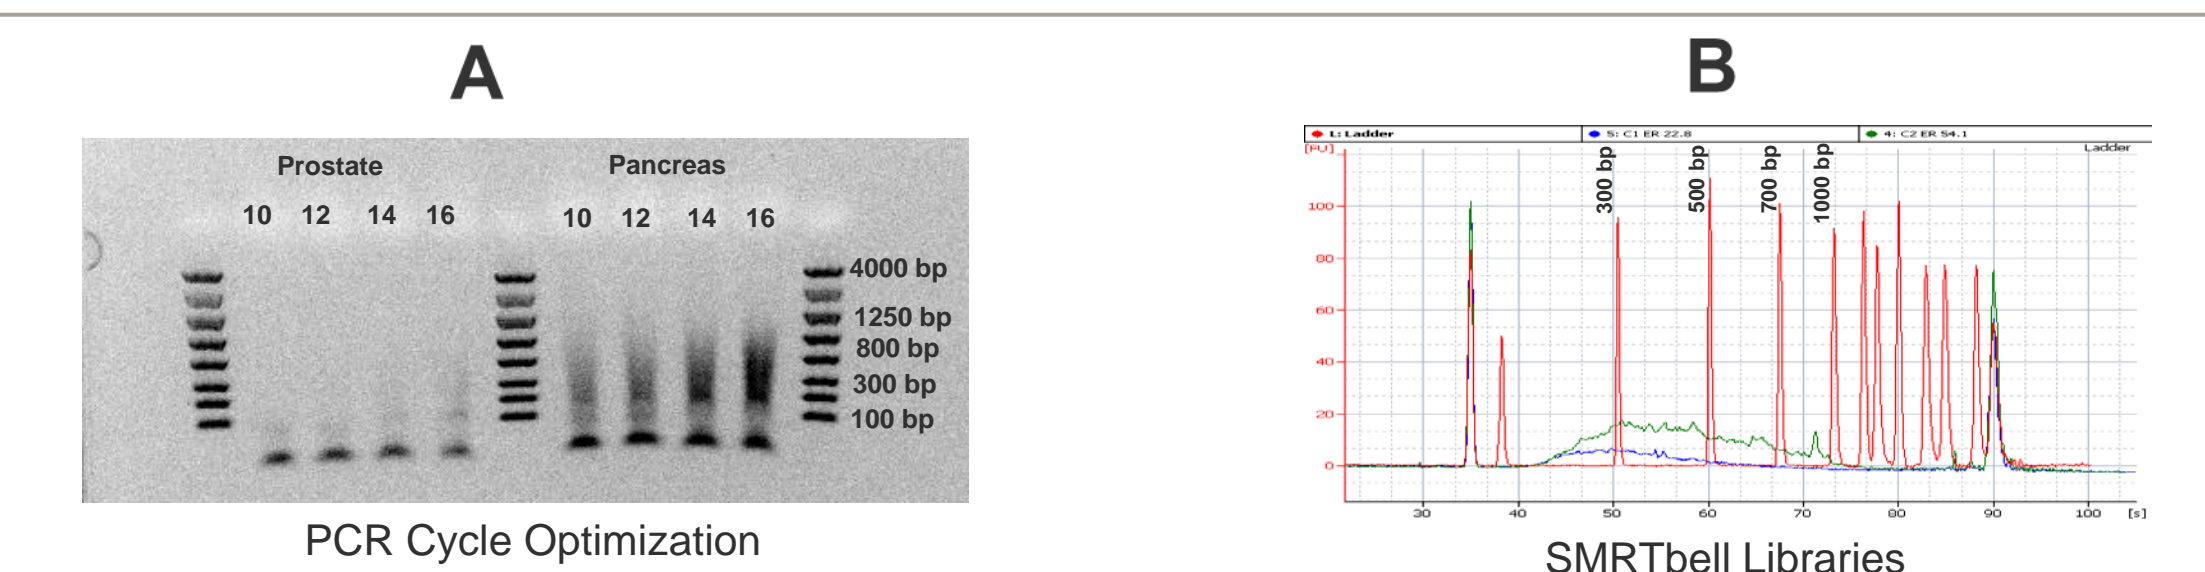 A
Prostate
Pancreas
10 12 14 16
10 12 14 16
4000 bp
1250 bp
800 bp
300 bp
100 bp
PCR Cycle Optimization
B
L: Ladder
5: C1 ER 22.8
4: C2 ER 54.1
[FU]
Ladder
300 bp
500 bp
700 bp
1000 bp
100
80
60
40
20
0
30 40 50 60 70 80 90 100 [s]
SMRTbell Libraries